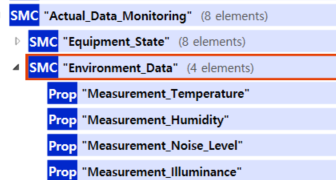 SMC "Actual_Data_Monitoring" (8 elements)
SMC "Equipment_State" (8 elements)
SMC "Environment_Data" (4 elements)
Prop "Measurement_Temperature"
Prop "Measurement_Humidity"
Prop "Measurement_Noise_Level"
Prop "Measurement_Illuminance"